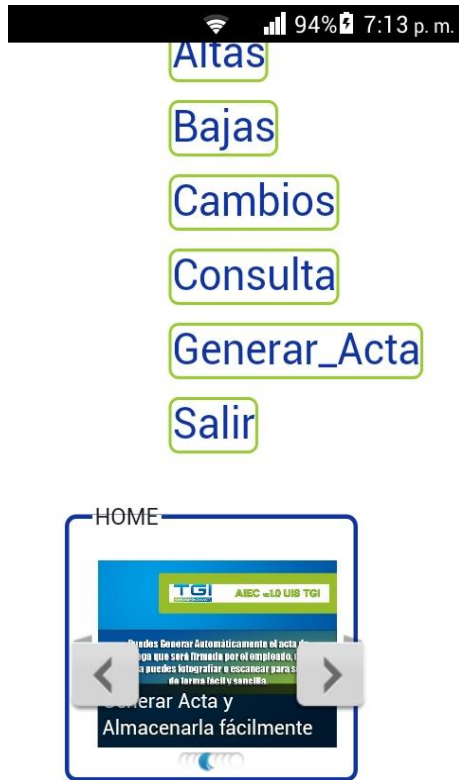 94% 7:13 p. m.
Altas
Bajas
Cambios
Consulta
Generar_Acta
Salir
HOME
TGI AIEC v1.0 UIS TGI
Puedes Generar Automáticamente el acta de
que será firmada por el empleado,
puedes fotografiar o escanear para
de forma fácil y sencilla
Generar Acta y
Almacenarla fácilmente